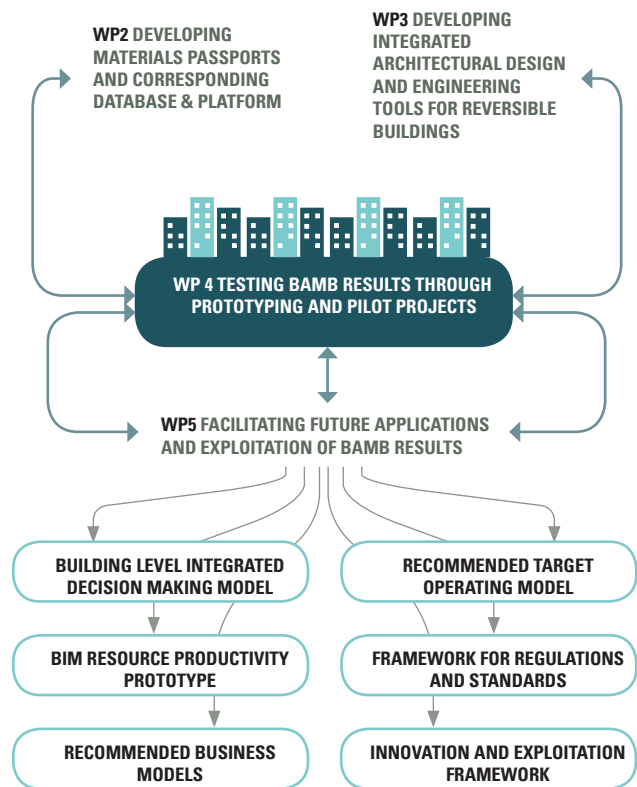 WP2 DEVELOPING
MATERIALS PASSPORTS
AND CORRESPONDING
DATABASE & PLATFORM
WP3 DEVELOPING
INTEGRATED
ARCHITECTURAL DESIGN
AND ENGINEERING
TOOLS FOR REVERSIBLE
BUILDINGS
WP 4 TESTING BAMB RESULTS THROUGH
PROTOTYPING AND PILOT PROJECTS
WP5 FACILITATING FUTURE APPLICATIONS
AND EXPLOITATION OF BAMB RESULTS
BUILDING LEVEL INTEGRATED
DECISION MAKING MODEL
RECOMMENDED TARGET
OPERATING MODEL
BIM RESOURCE PRODUCTIVITY
PROTOTYPE
FRAMEWORK FOR REGULATIONS
AND STANDARDS
RECOMMENDED BUSINESS
MODELS
INNOVATION AND EXPLOITATION
FRAMEWORK